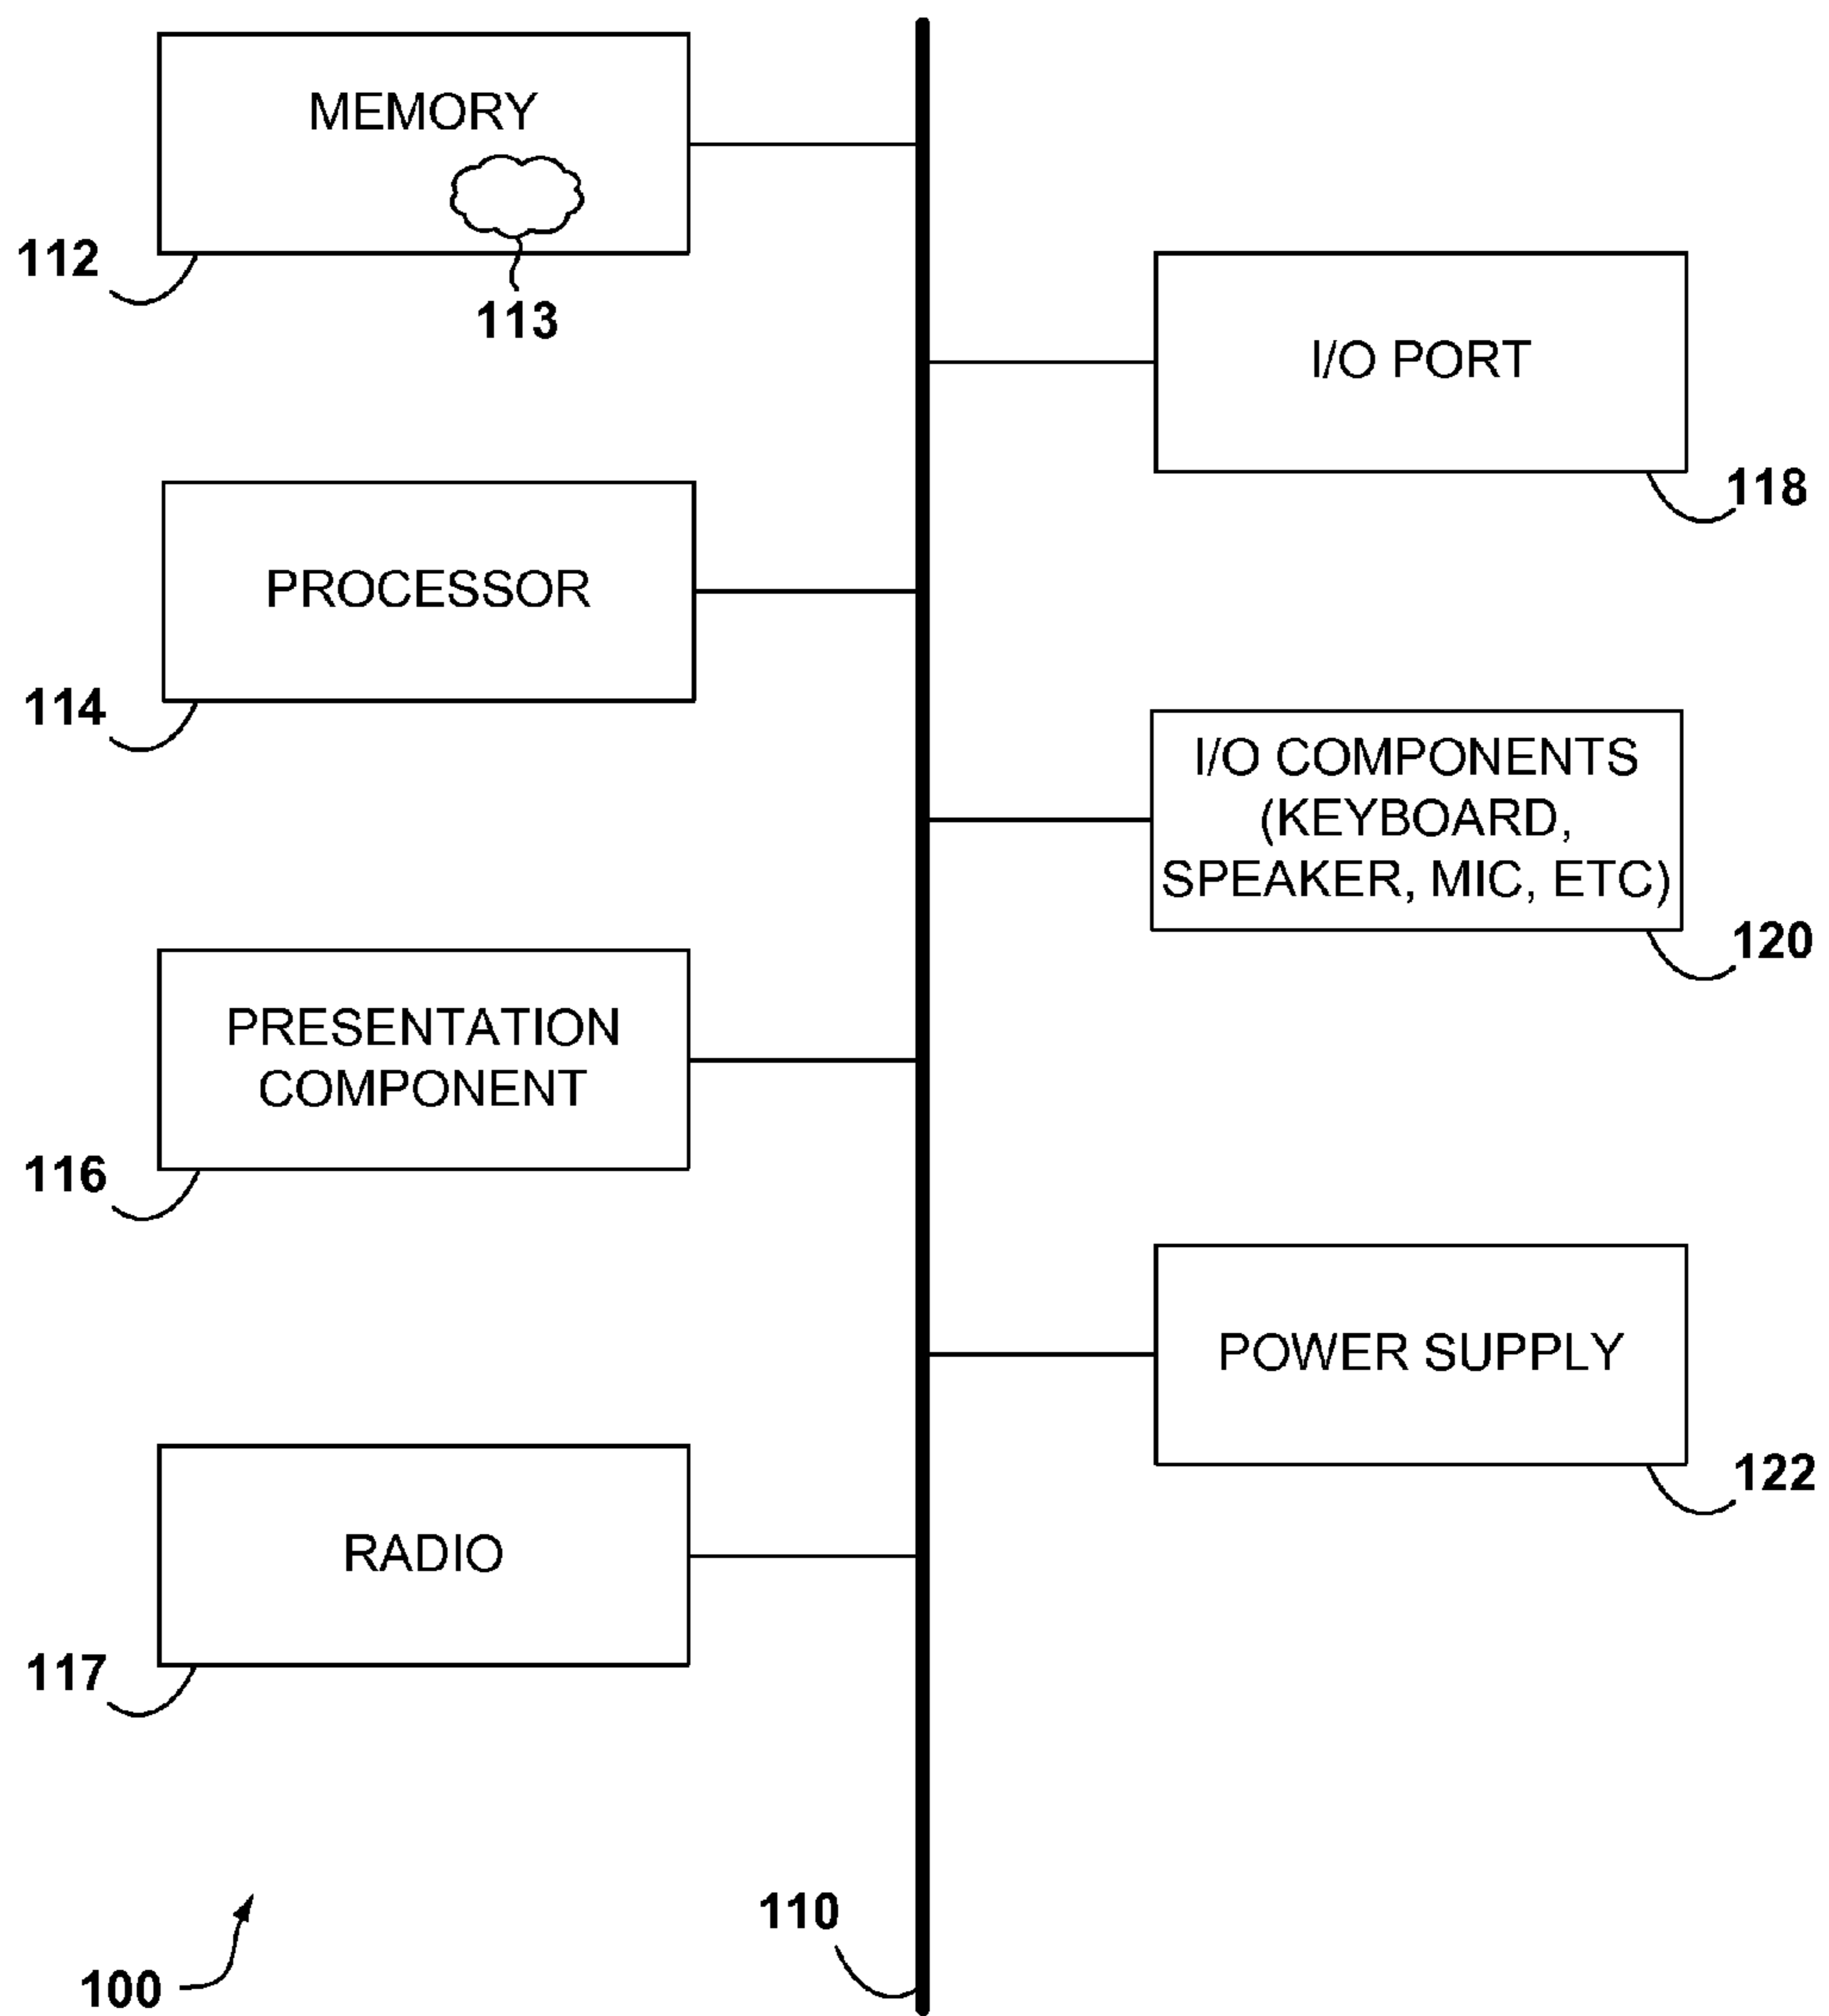 MEMORY
112
113
I/O PORT
118
PROCESSOR
114
I/O COMPONENTS
(KEYBOARD,
SPEAKER, MIC, ETC)
120
PRESENTATION
COMPONENT
116
POWER SUPPLY
122
RADIO
117
110
100